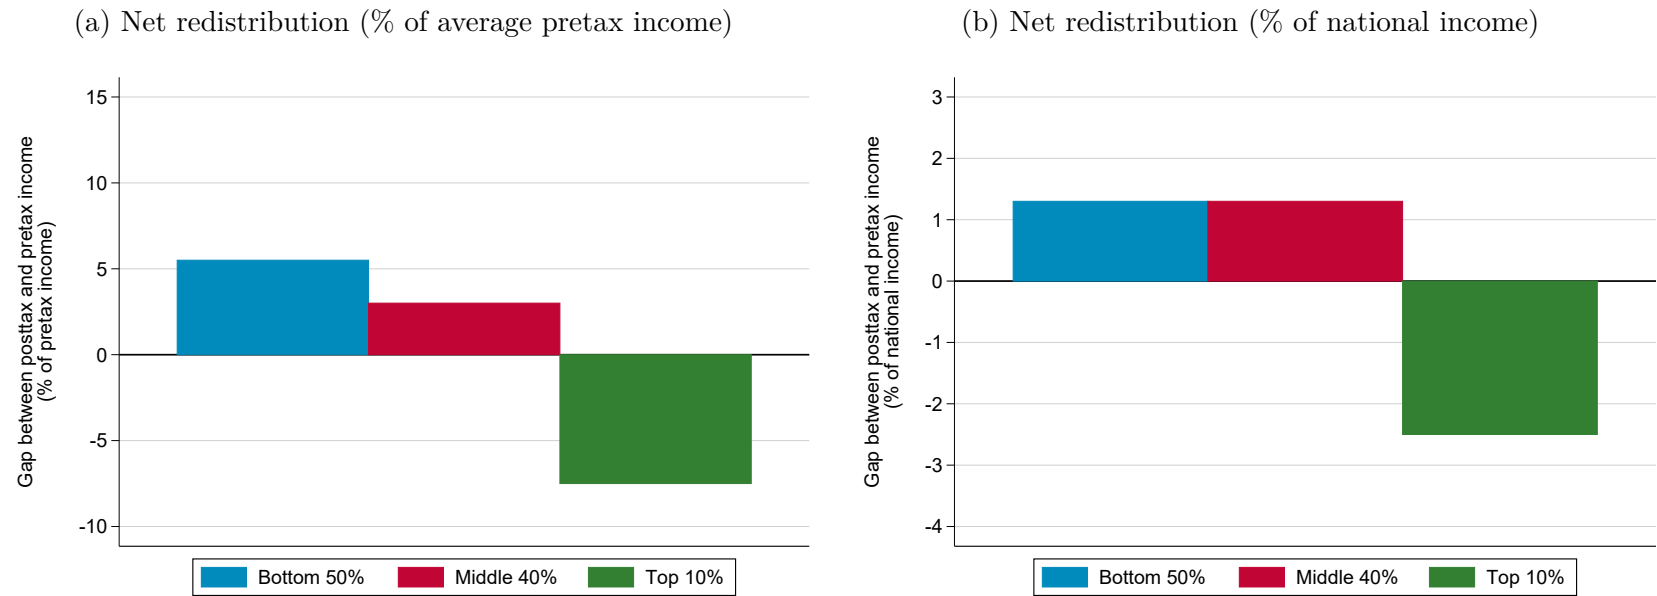 (a) Net redistribution (% of average pretax income)
Gap between posttax and pretax income
(% of pretax income)
15
10
5
0
-5
-10
Bottom 50%
Middle 40%
Top 10%
(b) Net redistribution (% of national income)
Gap between posttax and pretax income
(% of national income)
3
2
1
0
-1
-2
-3
-4
Bottom 50%
Middle 40%
Top 10%